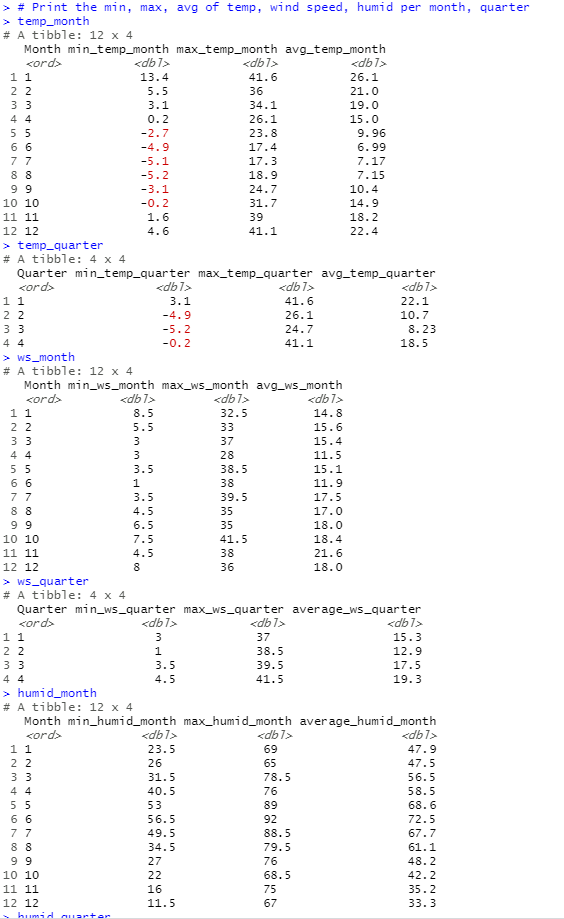 > # Print the min, max, avg of temp, wind speed, humid per month, quarter
> temp_month
# A tibble: 12 x 4
Month min_temp_month max_temp_month avg_temp_month
<ord> <dbl> <dbl> <dbl>
1 1 13.4 41.6 26.1
2 2 5.5 36 21.0
3 3 3.1 34.1 19.0
4 4 0.2 26.1 15.0
5 5 -2.7 23.8 9.96
6 6 -4.9 17.4 6.99
7 7 -5.1 17.3 7.17
8 8 -5.2 18.9 7.15
9 9 -3.1 24.7 10.4
10 10 -0.2 31.7 14.9
11 11 1.6 39 18.2
12 12 4.6 41.1 22.4
> temp_quarter
# A tibble: 4 x 4
Quarter min_temp_quarter max_temp_quarter avg_temp_quarter
<ord> <dbl> <dbl> <dbl>
1 1 3.1 41.6 22.1
2 2 -4.9 26.1 10.7
3 3 -5.2 24.7 8.23
4 4 -0.2 41.1 18.5
> ws_month
# A tibble: 12 x 4
Month min_ws_month max_ws_month avg_ws_month
<ord> <dbl> <dbl> <dbl>
1 1 8.5 32.5 14.8
2 2 5.5 33 15.6
3 3 3 37 15.4
4 4 3 28 11.5
5 5 3.5 38.5 15.1
6 6 1 38 11.9
7 7 3.5 39.5 17.5
8 8 4.5 35 17.0
9 9 6.5 35 18.0
10 10 7.5 41.5 18.4
11 11 4.5 38 21.6
12 12 8 36 18.0
> ws_quarter
# A tibble: 4 x 4
Quarter min_ws_quarter max_ws_quarter average_ws_quarter
<ord> <dbl> <dbl> <dbl>
1 1 3 37 15.3
2 2 1 38.5 12.9
3 3 3.5 39.5 17.5
4 4 4.5 41.5 19.3
> humid_month
# A tibble: 12 x 4
Month min_humid_month max_humid_month average_humid_month
<ord> <dbl> <dbl> <dbl>
1 1 23.5 69 47.9
2 2 26 65 47.5
3 3 31.5 78.5 56.5
4 4 40.5 76 58.5
5 5 53 89 68.6
6 6 56.5 92 72.5
7 7 49.5 88.5 67.7
8 8 34.5 79.5 61.1
9 9 27 76 48.2
10 10 22 68.5 42.2
11 11 16 75 35.2
12 12 11.5 67 33.3
> humid_quarter